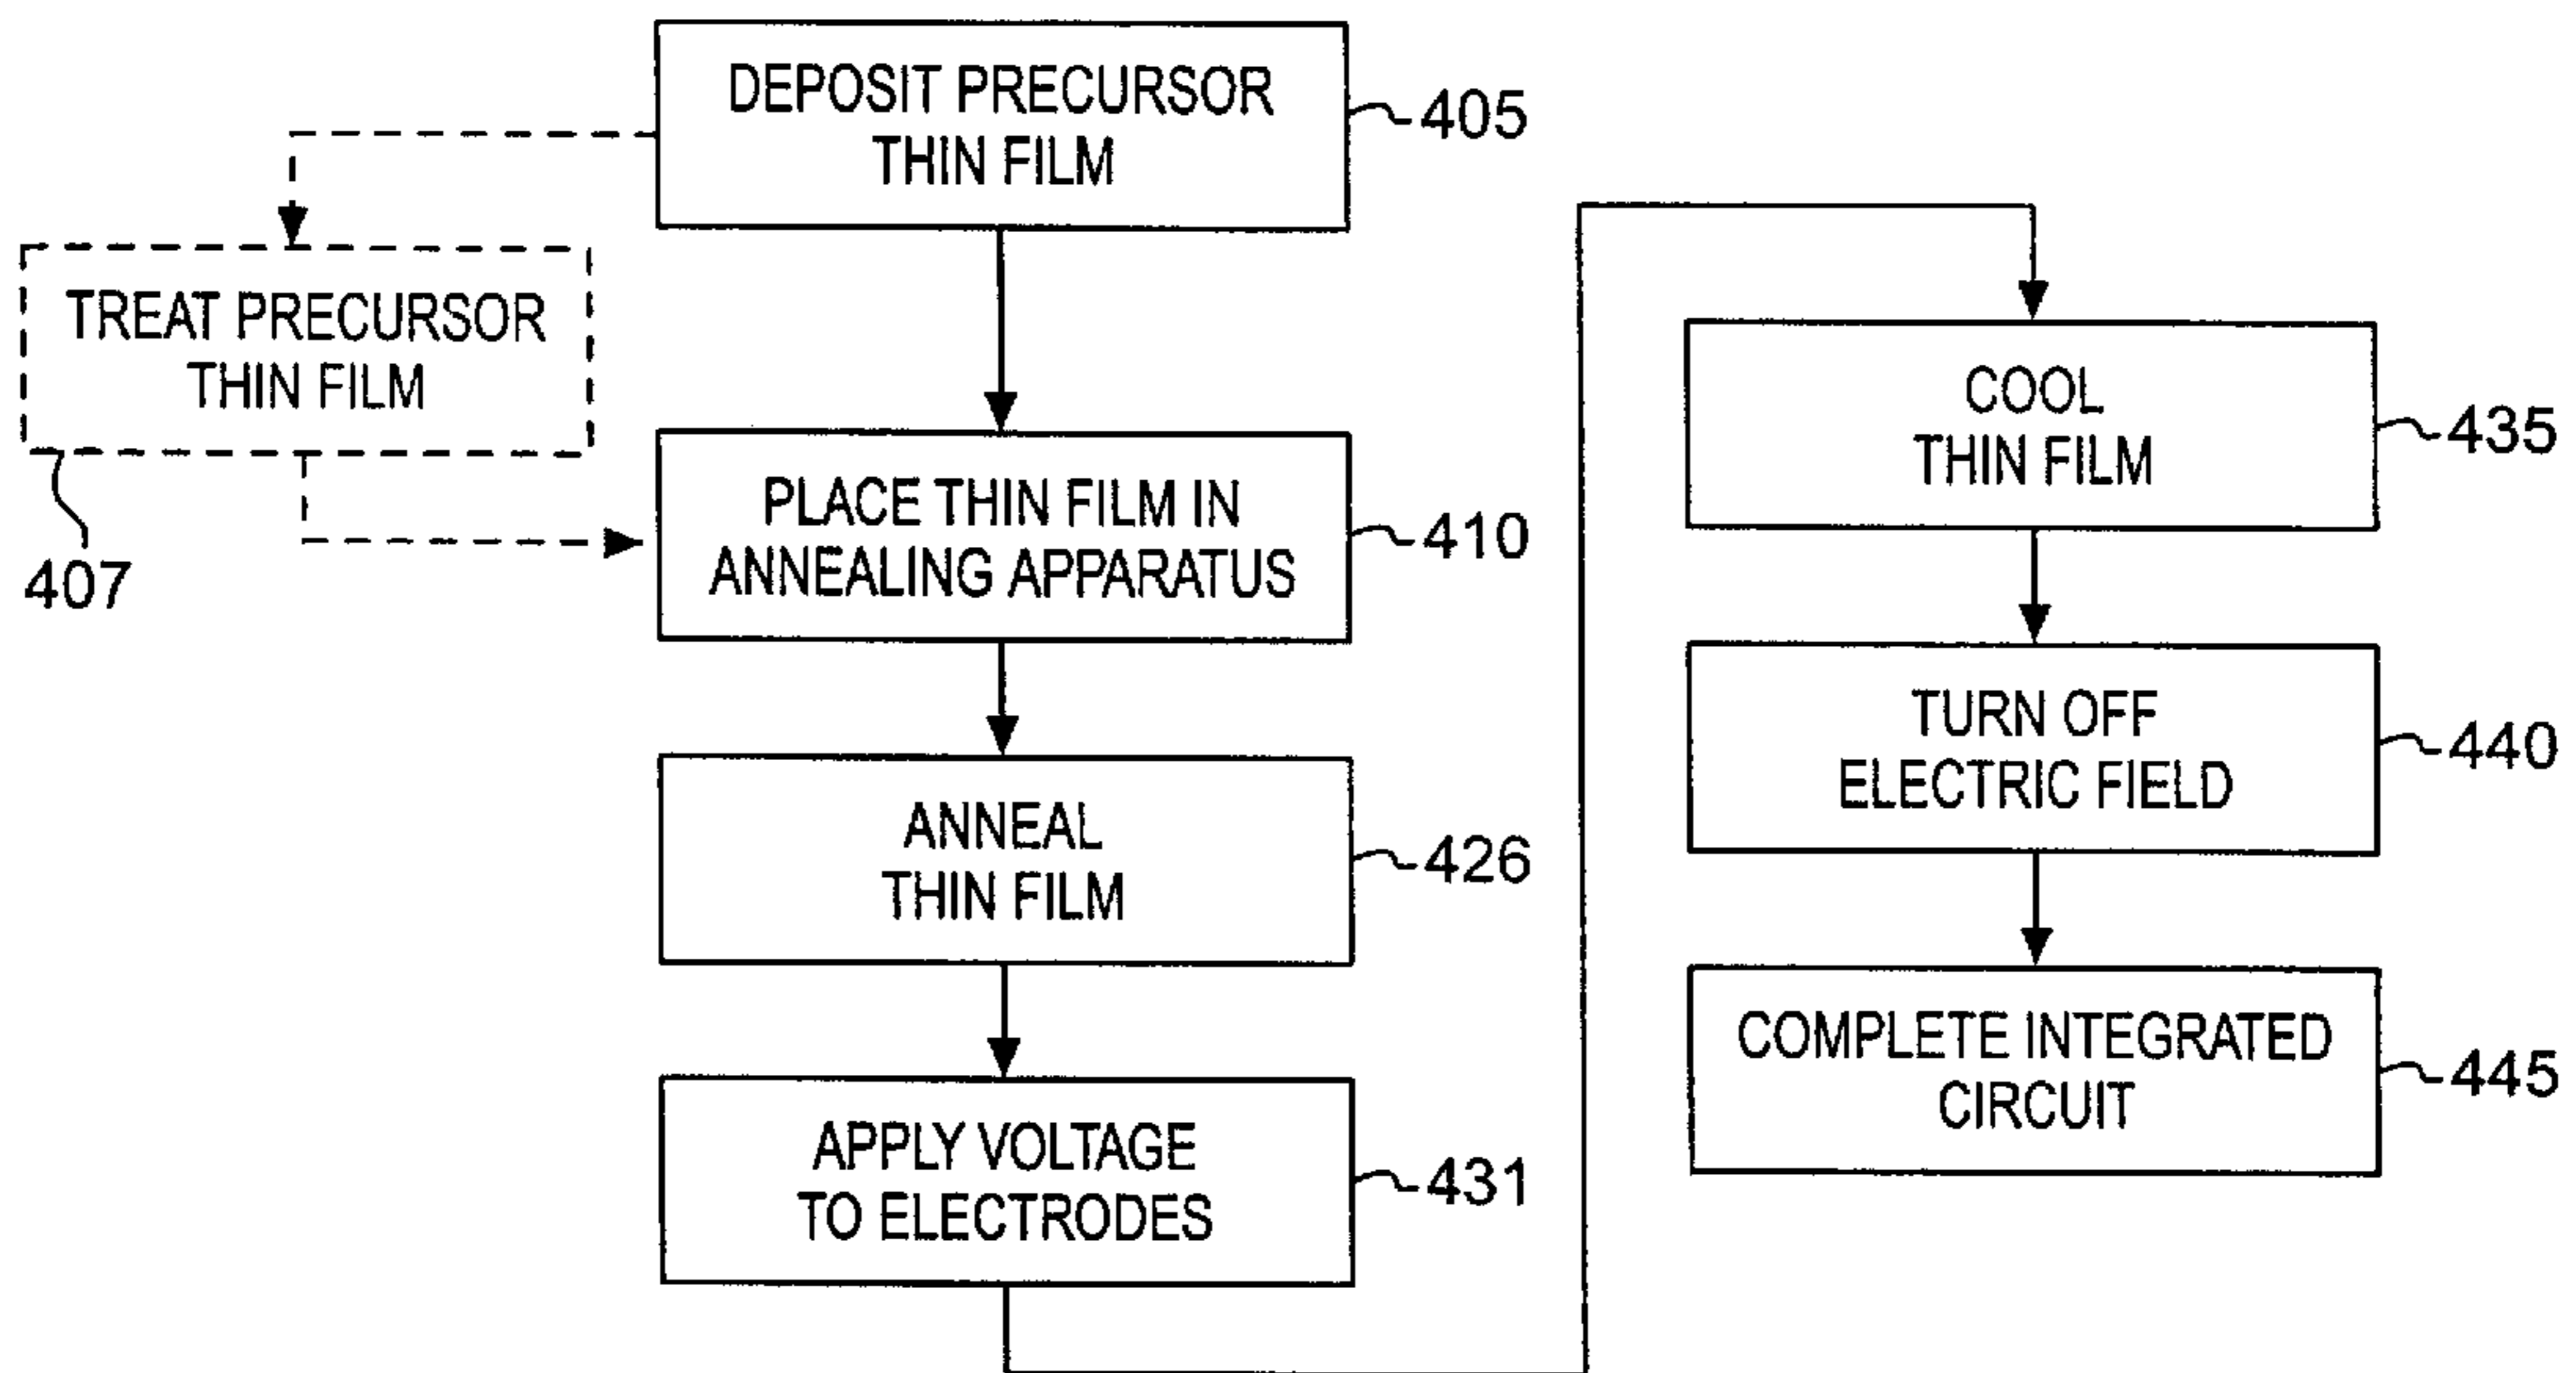 DEPOSIT PRECURSOR
THIN FILM
405
TREAT PRECURSOR
THIN FILM
407
PLACE THIN FILM IN
ANNEALING APPARATUS
410
ANNEAL
THIN FILM
426
APPLY VOLTAGE
TO ELECTRODES
431
COOL
THIN FILM
435
TURN OFF
ELECTRIC FIELD
440
COMPLETE INTEGRATED
CIRCUIT
445